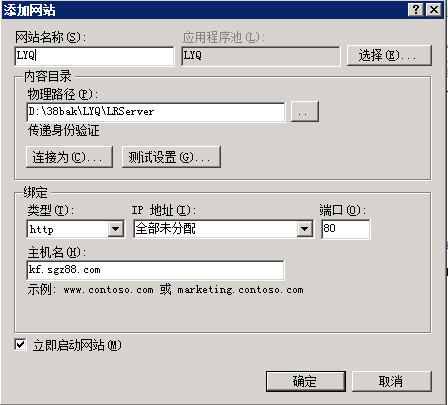 添加网站
网站名称(S): 应用程序池(L):
LYQ LYQ 选择(E)...
内容目录
物理路径(P):
D:\38bak\LYQ\LRServer ..
传递身份验证
连接为(C)... 测试设置(G)...
绑定
类型(T): IP 地址(I): 端口(O):
http 全部未分配 80
主机名(H):
kf.sgz88.com
示例: www.contoso.com 或 marketing.contoso.com
立即启动网站(M)
确定 取消